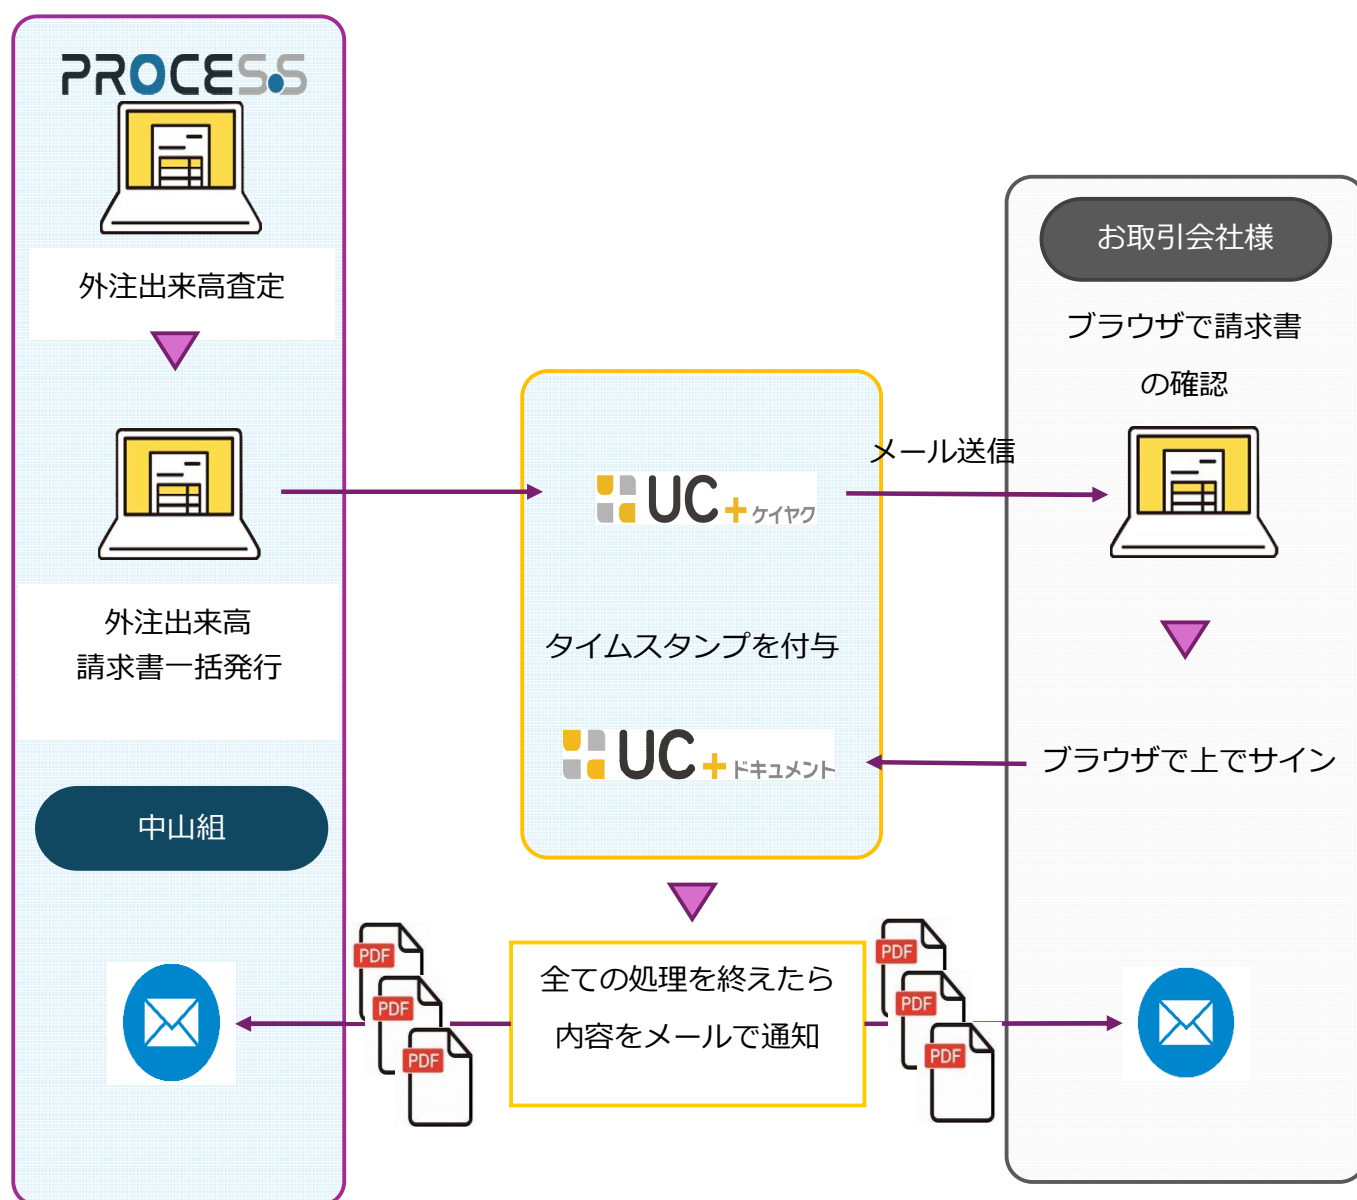 PROCES.S
外注出来高査定
外注出来高
請求書一括発行
中山組
UC+ケイヤク
タイムスタンプを付与
UC+ドキュメント
メール送信
お取引会社様
ブラウザで請求書
の確認
ブラウザで上でサイン
全ての処理を終えたら
内容をメールで通知
PDF
PDF
PDF
PDF
PDF
PDF